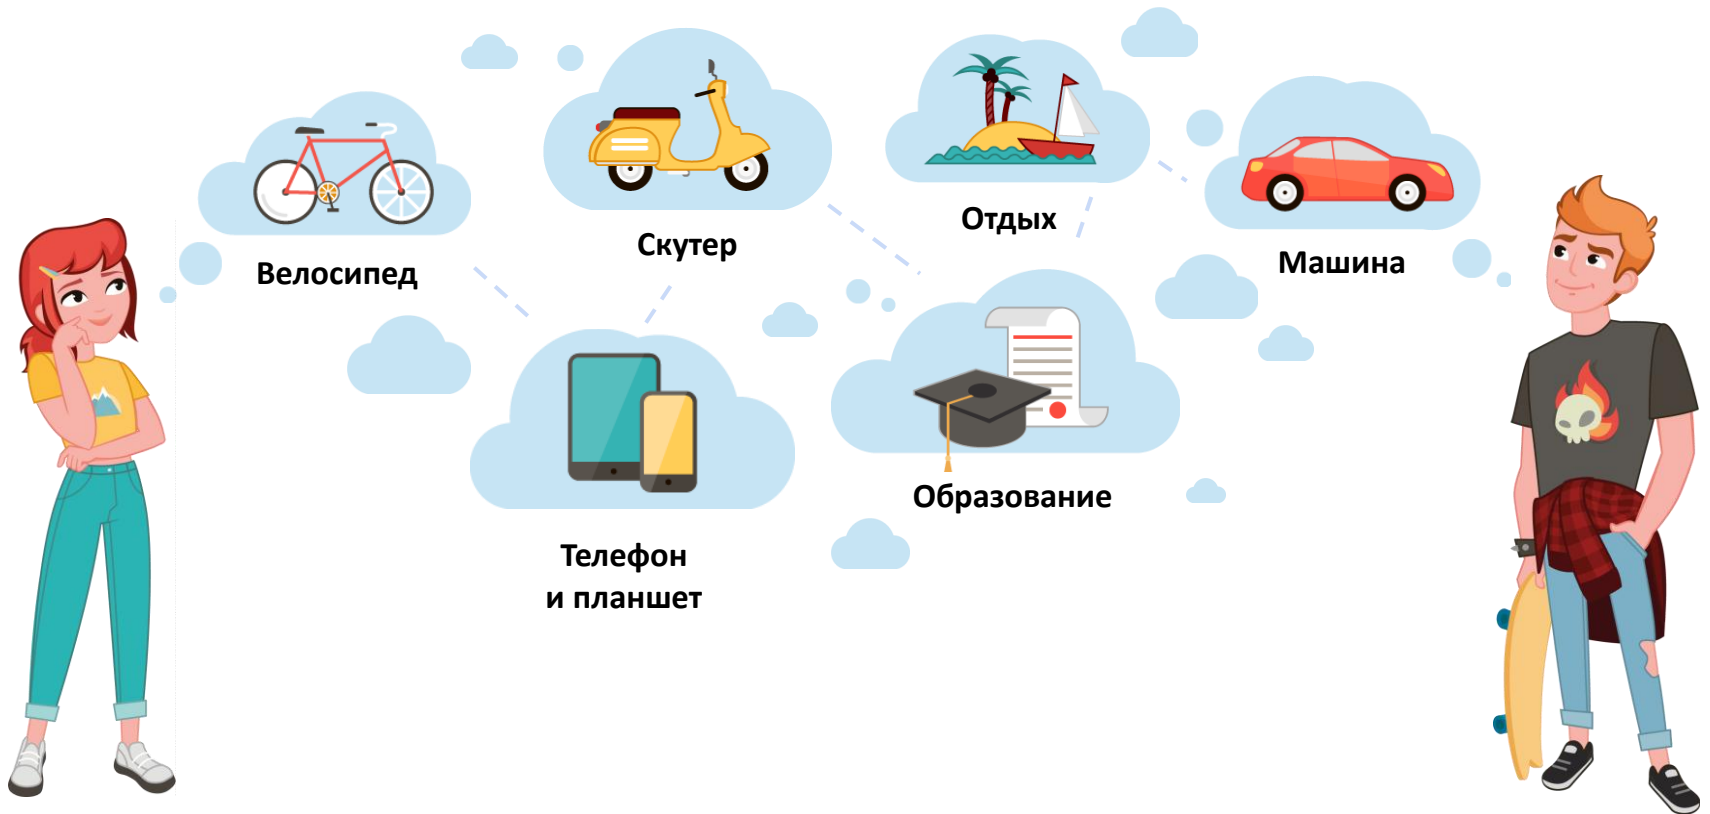 Велосипед
Скутер
Отдых
Машина
Телефон
и планшет
Образование